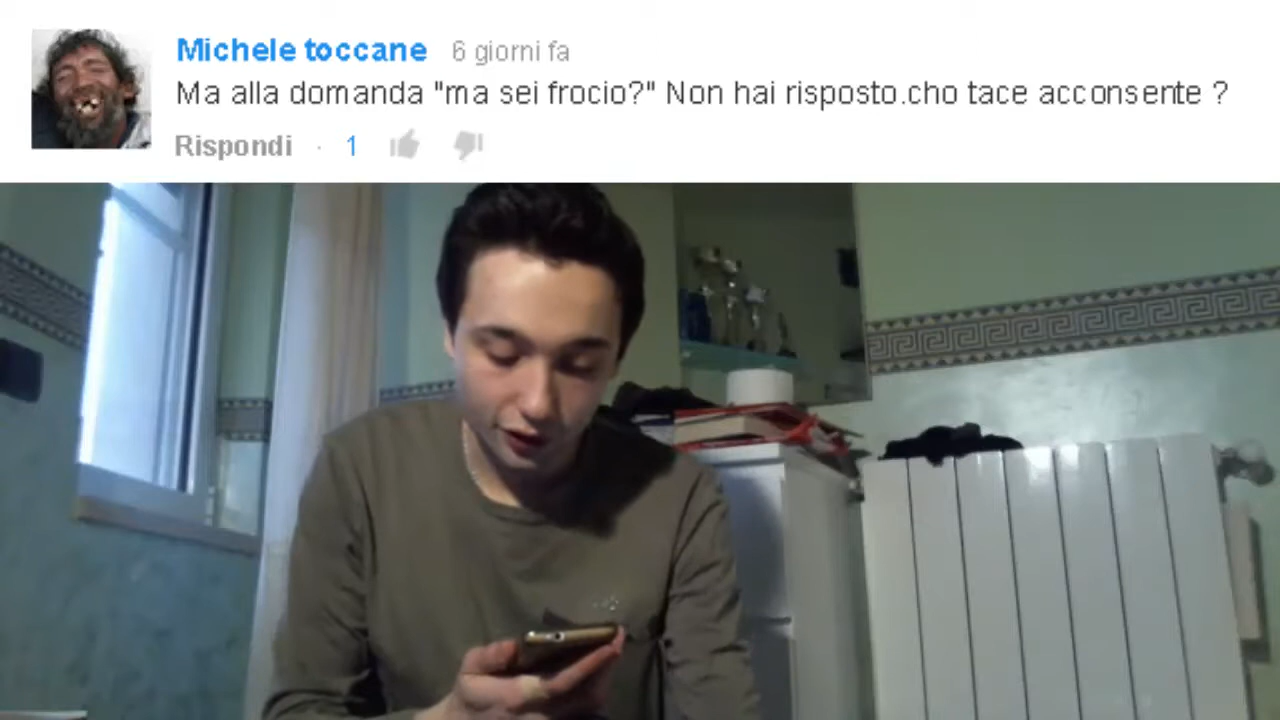 Michele toccane 6 giorni fa
Ma alla domanda "ma sei frocio?" Non hai risposto.cho tace acconsente ?
Rispondi · 1